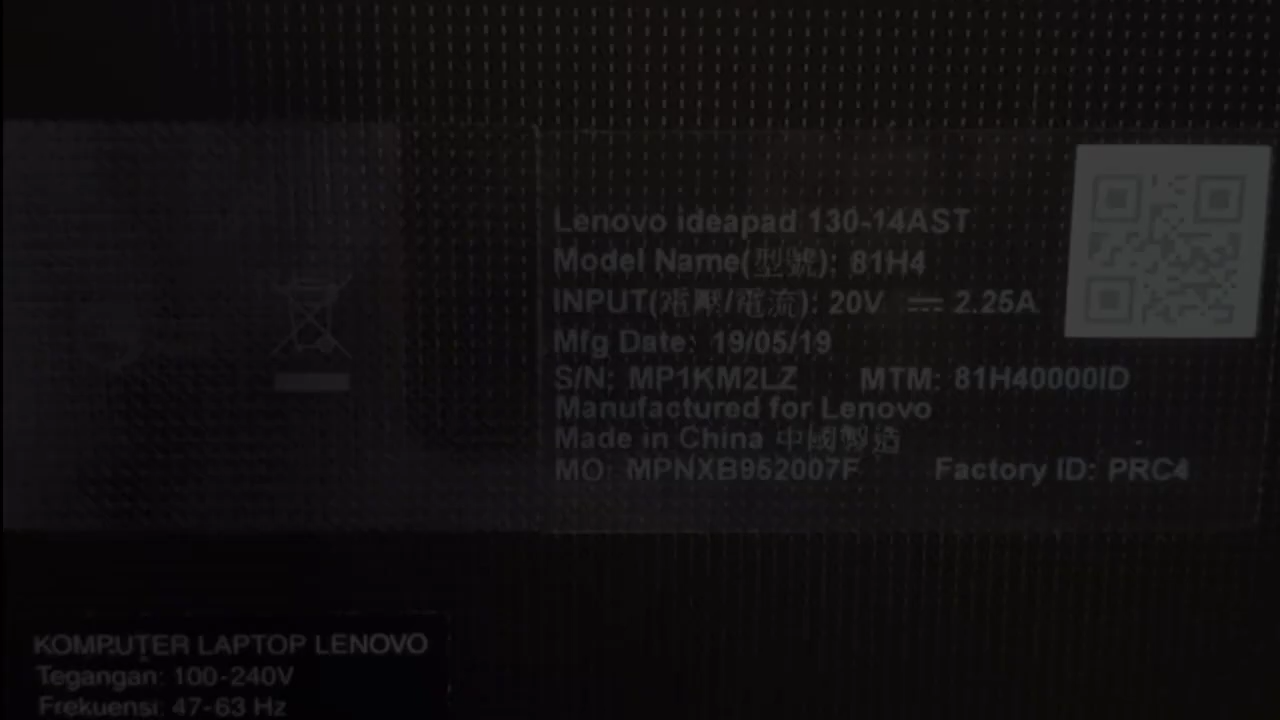 Lenovo ideapad 130-14AST
Model Name(型號): 81H4
INPUT(電壓/電流): 20V ⎓ 2.25A
Mfg Date: 19/05/19
S/N: MP1KM2LZ MTM: 81H40000ID
Manufactured for Lenovo
Made in China 中國製造
MO: MPNXB952007F Factory ID: PRC4
KOMPUTER LAPTOP LENOVO
Tegangan: 100-240V
Frekuensi: 47-63 Hz